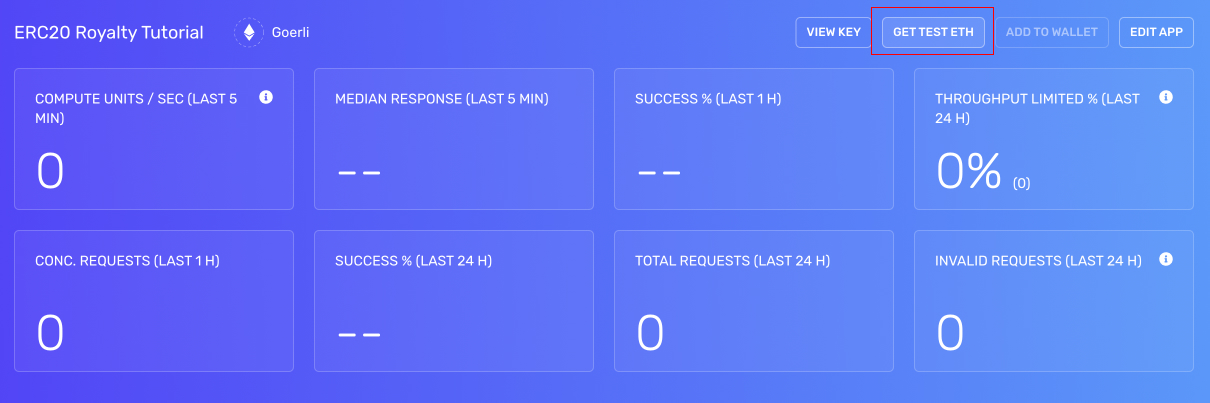 ERC20 Royalty Tutorial
Goerli
VIEW KEY
GET TEST ETH
ADD TO WALLET
EDIT APP
COMPUTE UNITS / SEC (LAST 5
MIN)
0
MEDIAN RESPONSE (LAST 5 MIN)
--
SUCCESS % (LAST 1 H)
--
THROUGHPUT LIMITED % (LAST
24 H)
0% (0)
CONC. REQUESTS (LAST 1 H)
0
SUCCESS % (LAST 24 H)
--
TOTAL REQUESTS (LAST 24 H)
0
INVALID REQUESTS (LAST 24 H)
0